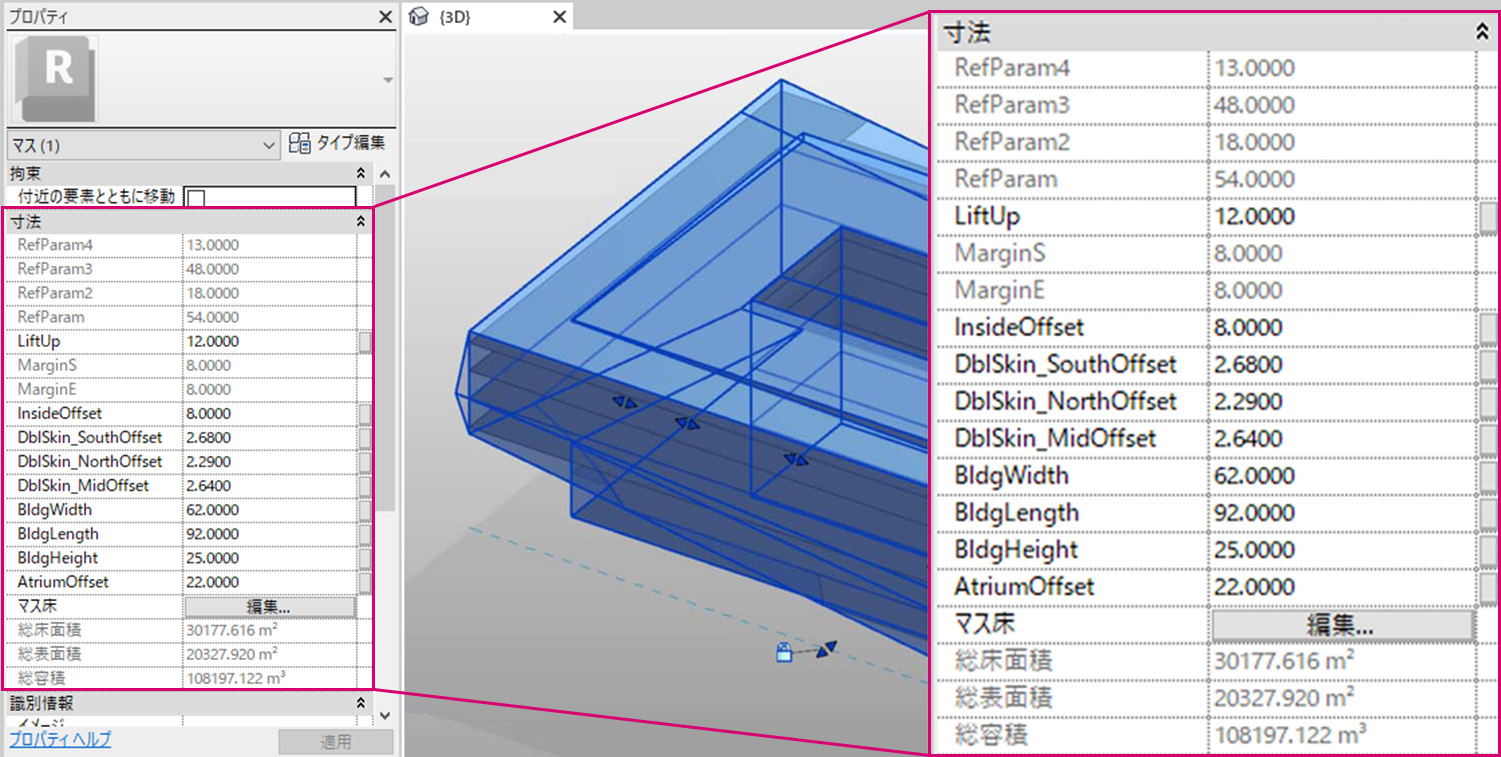 プロパティ
R
マス (1)
タイプ編集
拘束
付近の要素とともに移動
寸法
RefParam4 13.0000
RefParam3 48.0000
RefParam2 18.0000
RefParam 54.0000
LiftUp 12.0000
MarginS 8.0000
MarginE 8.0000
InsideOffset 8.0000
DblSkin_SouthOffset 2.6800
DblSkin_NorthOffset 2.2900
DblSkin_MidOffset 2.6400
BldgWidth 62.0000
BldgLength 92.0000
BldgHeight 25.0000
AtriumOffset 22.0000
マス床 編集...
総床面積 30177.616 m²
総表面積 20327.920 m²
総容積 108197.122 m³
識別情報
イメージ
プロパティ ヘルプ
適用
{3D}
寸法
RefParam4 13.0000
RefParam3 48.0000
RefParam2 18.0000
RefParam 54.0000
LiftUp 12.0000
MarginS 8.0000
MarginE 8.0000
InsideOffset 8.0000
DblSkin_SouthOffset 2.6800
DblSkin_NorthOffset 2.2900
DblSkin_MidOffset 2.6400
BldgWidth 62.0000
BldgLength 92.0000
BldgHeight 25.0000
AtriumOffset 22.0000
マス床 編集...
総床面積 30177.616 m²
総表面積 20327.920 m²
総容積 108197.122 m³